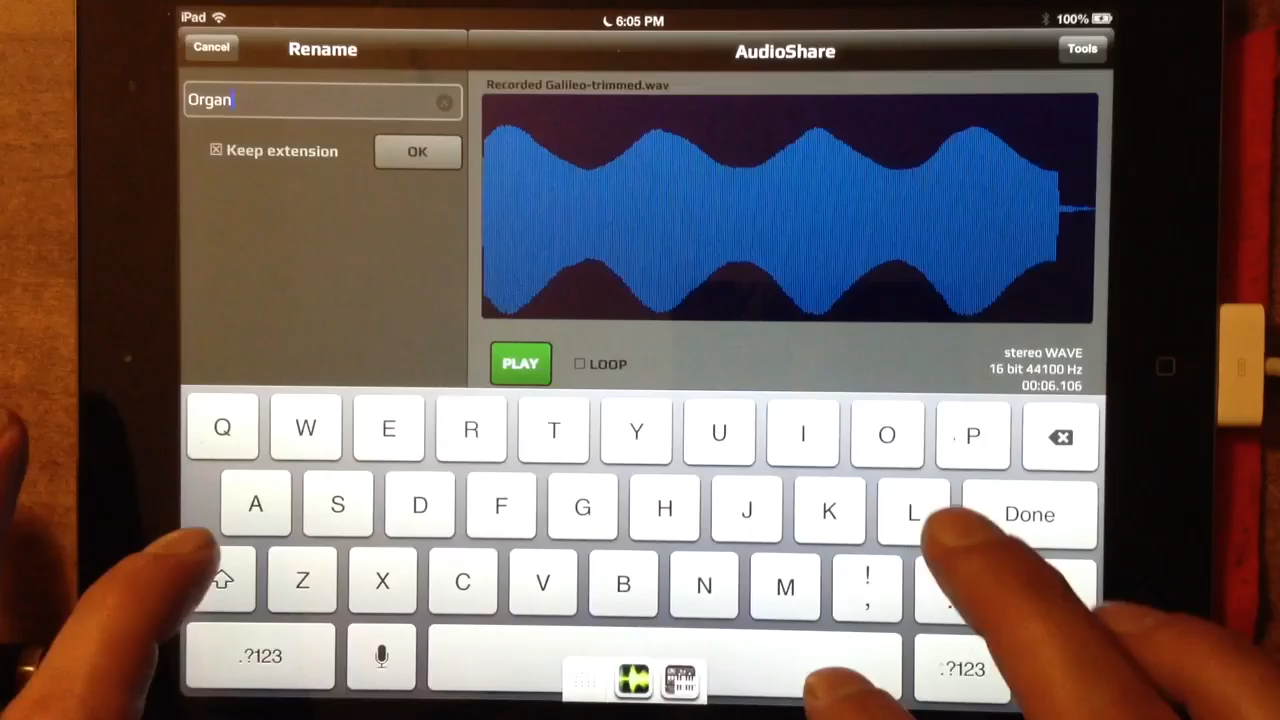 iPad 6:05 PM 100%
Cancel Rename AudioShare Tools
Organ
Recorded Galileo-trimmed.wav
☒ Keep extension OK
PLAY ☐ LOOP
stereo WAVE
16 bit 44100 Hz
00:06.106
Q W E R T Y U I O P
A S D F G H J K L Done
Z X C V B N M ! ,
.
.?123 .?123